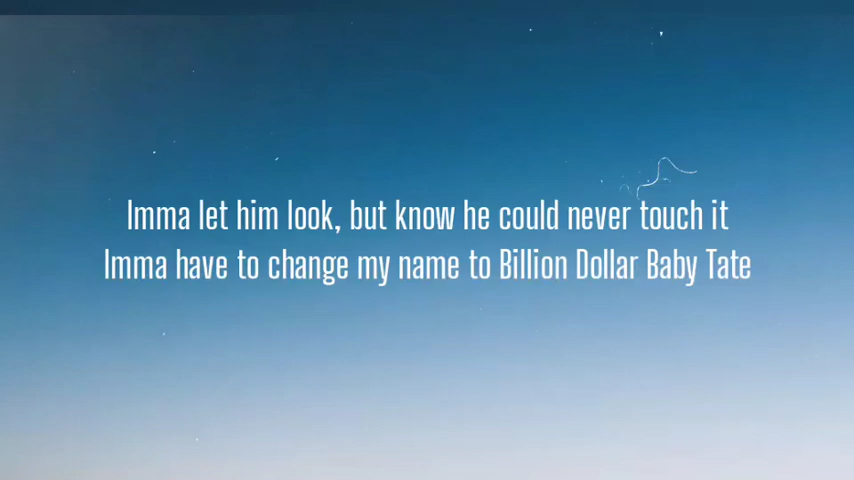 Imma let him look, but know he could never touch it
Imma have to change my name to Billion Dollar Baby Tate